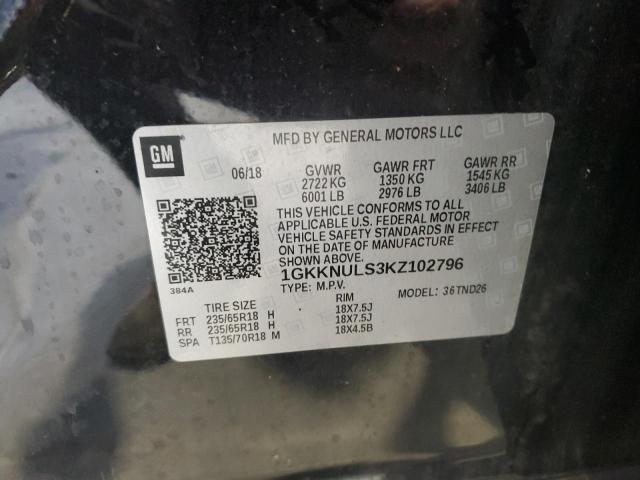 MFD BY GENERAL MOTORS LLC
GM
06/18 GVWR GAWR FRT GAWR RR
2722 KG 1350 KG 1545 KG
6001 LB 2976 LB 3406 LB
THIS VEHICLE CONFORMS TO ALL
APPLICABLE U.S. FEDERAL MOTOR
VEHICLE SAFETY STANDARDS IN EFFECT
ON THE DATE OF MANUFACTURE
SHOWN ABOVE.
1GKKNULS3KZ102796
384A
TYPE: M.P.V. MODEL: 36TND26
TIRE SIZE RIM
FRT 235/65R18 H 18X7.5J
RR 235/65R18 H 18X7.5J
SPA T135/70R18 M 18X4.5B